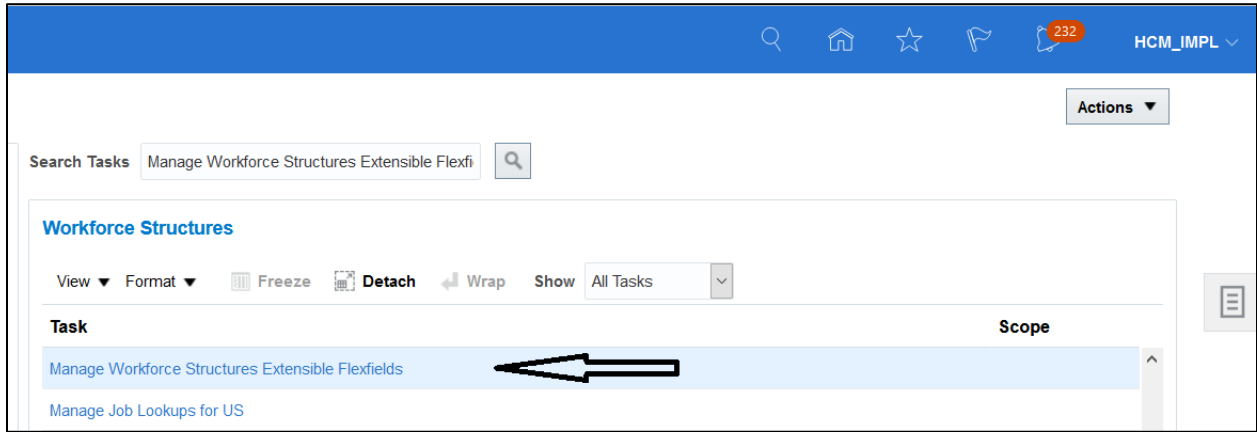 232
HCM_IMPL
Actions
Search Tasks Manage Workforce Structures Extensible Flexfi
Workforce Structures
View Format Freeze Detach Wrap Show All Tasks
Task Scope
Manage Workforce Structures Extensible Flexfields
Manage Job Lookups for US